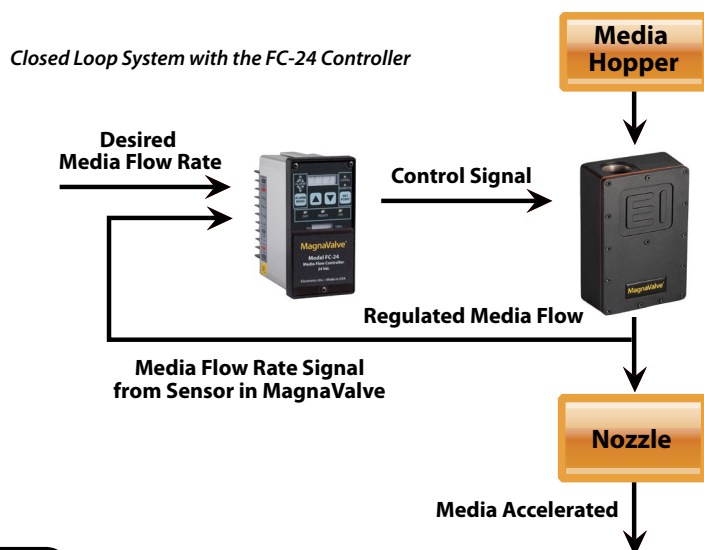 Closed Loop System with the FC-24 Controller
Media
Hopper
Desired
Media Flow Rate
Control Signal
MagnaValve
Model FC-24
Media Flow Controller
24 Vdc
MagnaValve
Regulated Media Flow
Media Flow Rate Signal
from Sensor in MagnaValve
Nozzle
Media Accelerated